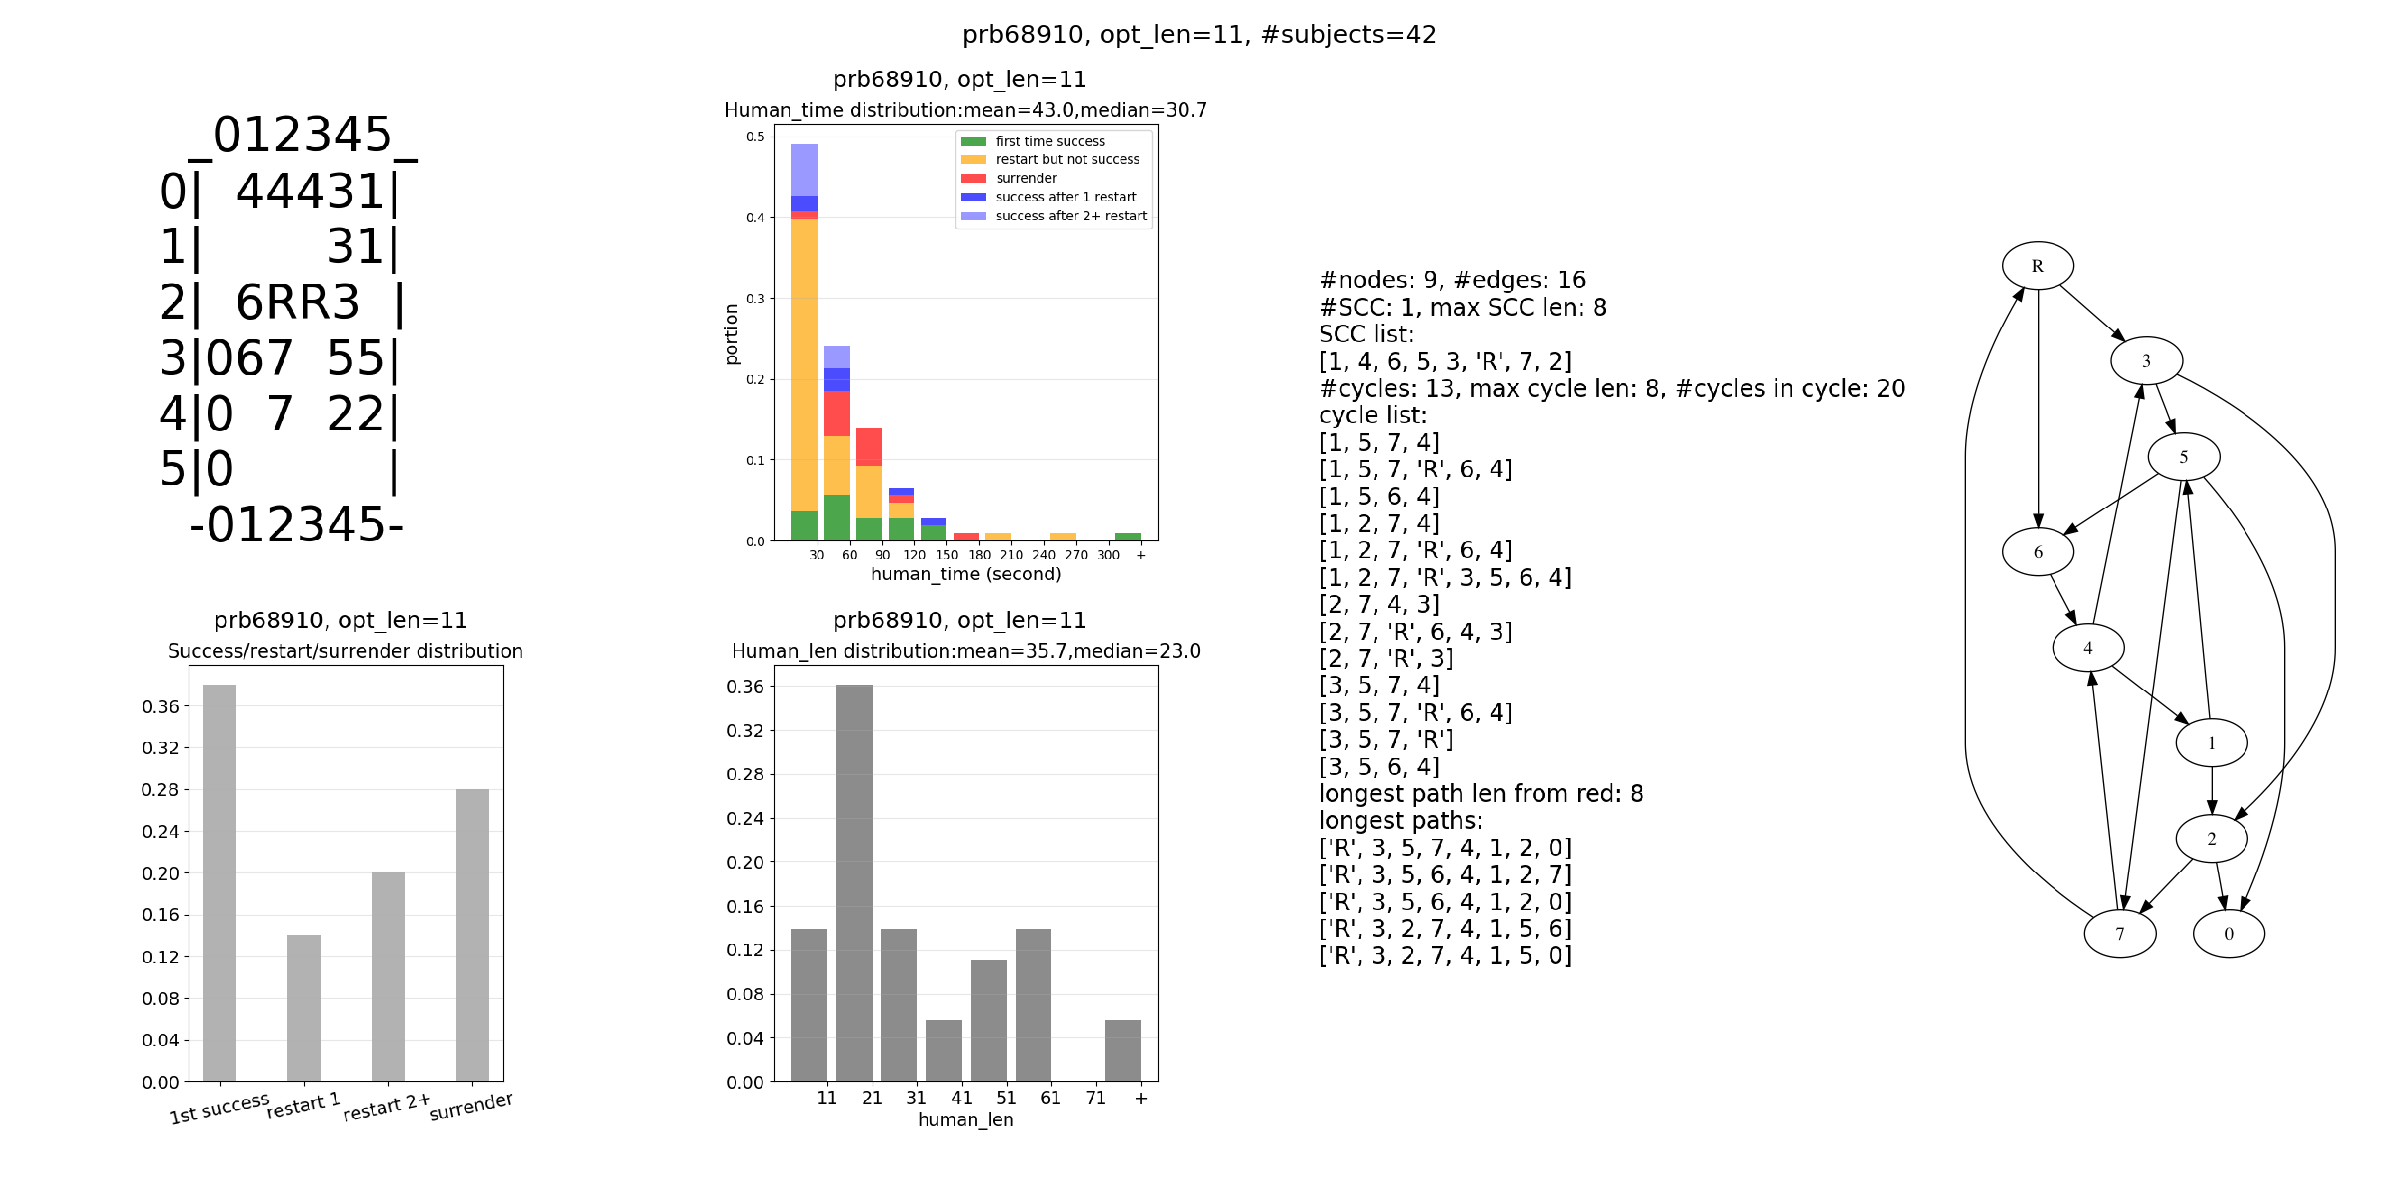 prb68910, opt_len=11, #subjects=42
_012345_
0| 44431|
1|    31|
2| 6RR3 |
3|067 55|
4|0 7 22|
5|0     |
-012345-
prb68910, opt_len=11
Human_time distribution:mean=43.0,median=30.7
first time success
restart but not success
surrender
success after 1 restart
success after 2+ restart
0.5
0.4
0.3
0.2
0.1
0.0
portion
30 60 90 120 150 180 210 240 270 300 +
human_time (second)
prb68910, opt_len=11
Success/restart/surrender distribution
0.36
0.32
0.28
0.24
0.20
0.16
0.12
0.08
0.04
0.00
1st success restart 1 restart 2+ surrender
prb68910, opt_len=11
Human_len distribution:mean=35.7,median=23.0
0.36
0.32
0.28
0.24
0.20
0.16
0.12
0.08
0.04
0.00
11 21 31 41 51 61 71 +
human_len
#nodes: 9, #edges: 16
#SCC: 1, max SCC len: 8
SCC list:
[1, 4, 6, 5, 3, 'R', 7, 2]
#cycles: 13, max cycle len: 8, #cycles in cycle: 20
cycle list:
[1, 5, 7, 4]
[1, 5, 7, 'R', 6, 4]
[1, 5, 6, 4]
[1, 2, 7, 4]
[1, 2, 7, 'R', 6, 4]
[1, 2, 7, 'R', 3, 5, 6, 4]
[2, 7, 4, 3]
[2, 7, 'R', 6, 4, 3]
[2, 7, 'R', 3]
[3, 5, 7, 4]
[3, 5, 7, 'R', 6, 4]
[3, 5, 7, 'R']
[3, 5, 6, 4]
longest path len from red: 8
longest paths:
['R', 3, 5, 7, 4, 1, 2, 0]
['R', 3, 5, 6, 4, 1, 2, 7]
['R', 3, 5, 6, 4, 1, 2, 0]
['R', 3, 2, 7, 4, 1, 5, 6]
['R', 3, 2, 7, 4, 1, 5, 0]
R
3
5
6
4
1
2
7
0